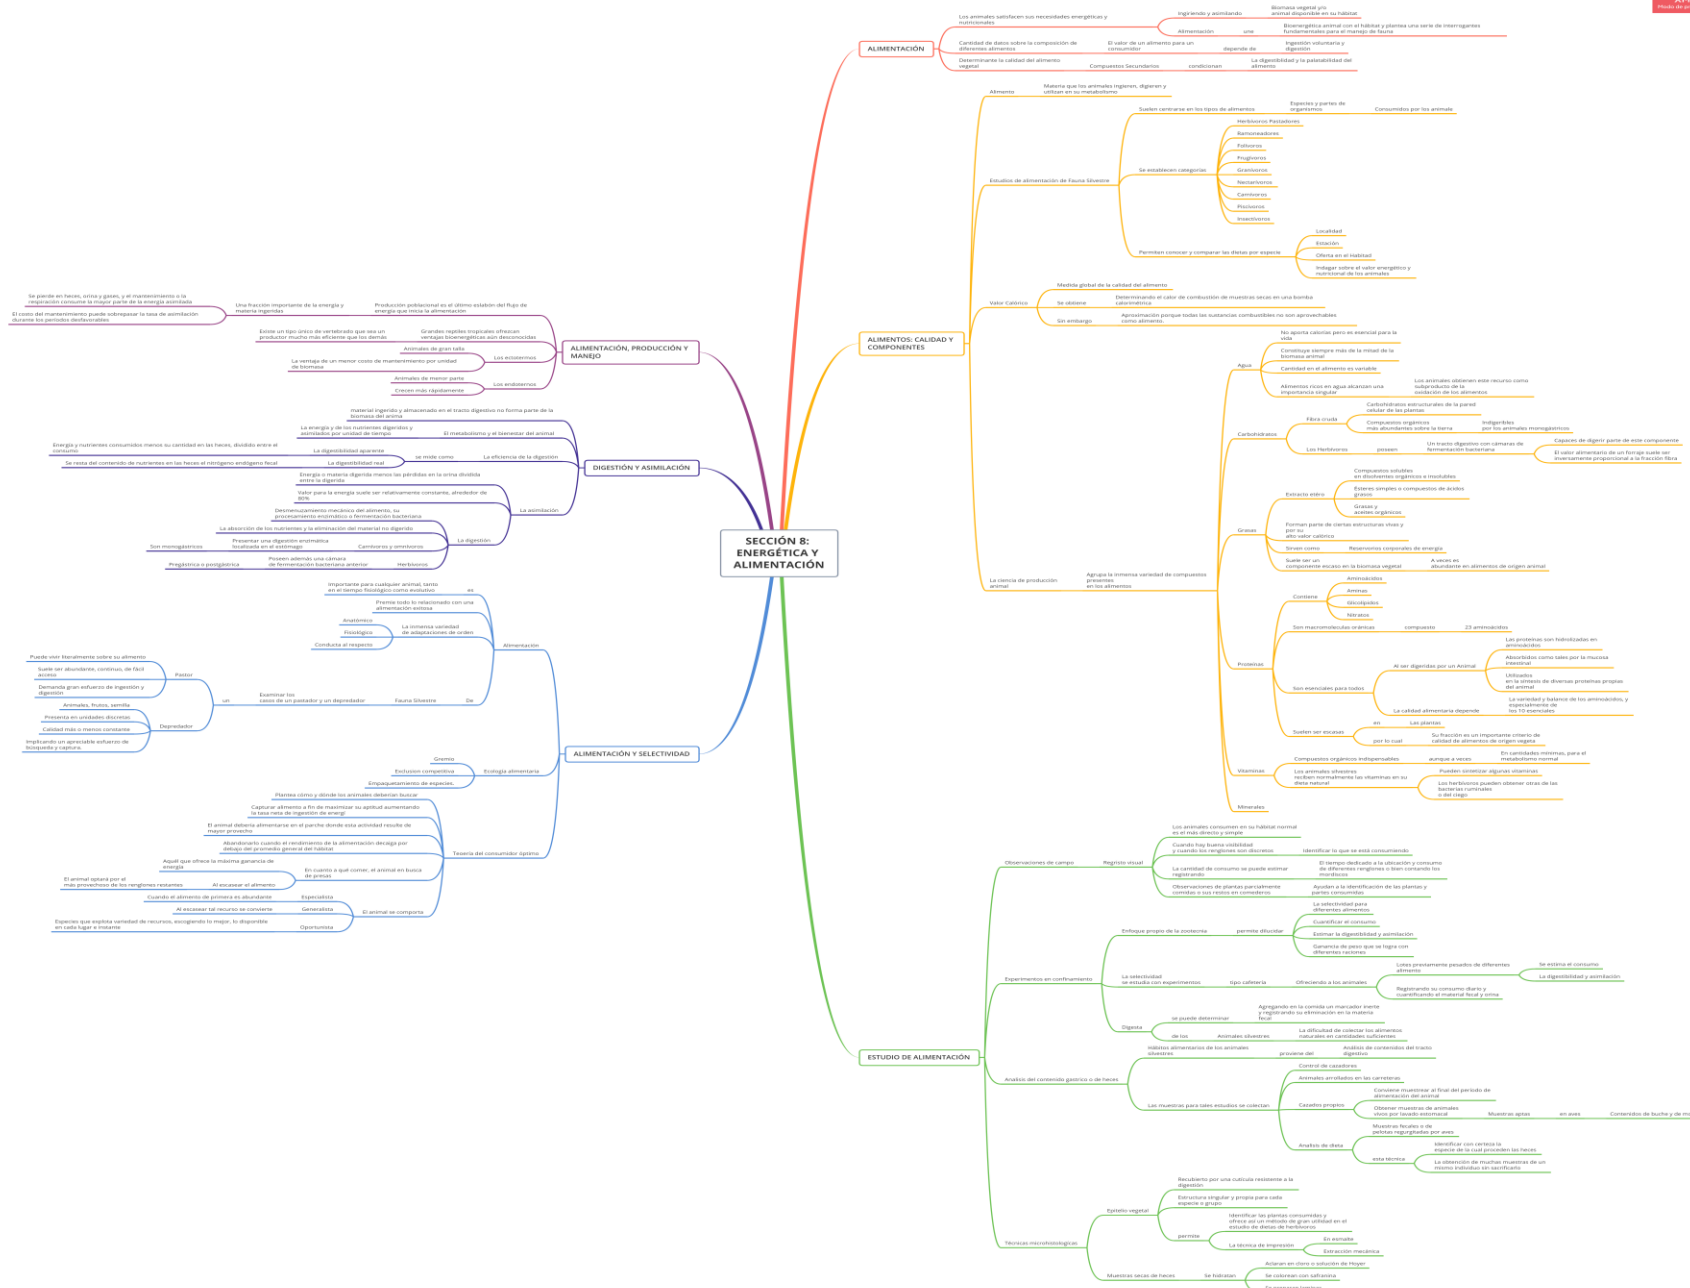 SECCIÓN 8:
ENERGÉTICA Y
ALIMENTACIÓN
ALIMENTACIÓN
Los animales satisfacen sus necesidades energéticas y
nutricionales
ingiriendo y asimilando
Biomasa vegetal y/o
animal disponible en su hábitat
Alimentación
une
Bioenergética animal con el hábitat y plantea una serie de interrogantes
fundamentales para el manejo de fauna
Cantidad de datos sobre la composición de
diferentes alimentos
El valor de un alimento para un
consumidor
depende de
Ingestión voluntaria y
digestión
Determinante la calidad del alimento
vegetal
Compuestos Secundarios
condicionan
La digestiblidad y la palatabilidad del
alimento
ALIMENTOS: CALIDAD Y
COMPONENTES
Alimento
Materia que los animales ingieren, digieren y
utilizan en su metabolismo
Estudios de alimentación de Fauna Silvestre
Suelen centrarse en los tipos de alimentos
Especies y partes de
organismos
Consumidos por los animale
Se establecen categorías
Herbívoros Pastadores
Ramoneadores
Folívoros
Frugívoros
Granívoros
Nectarívoros
Carnívoros
Piscívoros
Insectívoros
Permiten conocer y comparar las dietas por especie
Localidad
Estación
Oferta en el Habitad
Indagar sobre el valor energético y
nutricional de los animales
Valor Calórico
Medida global de la calidad del alimento
Se obtiene
Determinando el calor de combustión de muestras secas en una bomba
calorimétrica
Sin embargo
Aproximación porque todas las sustancias combustibles no son aprovechables
como alimento.
La ciencia de producción
animal
Agrupa la inmensa variedad de compuestos
presentes
en los alimentos
Agua
No aporta calorías pero es esencial para la
vida
Constituye siempre más de la mitad de la
biomasa animal
Cantidad en el alimento es variable
Alimentos ricos en agua alcanzan una
importancia singular
Los animales obtienen este recurso como
subproducto de la
oxidación de los alimentos
Carbohidratos
Fibra cruda
Carbohidratos estructurales de la pared
celular de las plantas
Compuestos orgánicos
más abundantes sobre la tierra
Indigeribles
por los animales monogástricos
Los Herbívoros
poseen
Un trasto digestivo con cámaras de
fermentación bacteriana
Capaces de digerir parte de este componente
El valor alimentario de un forraje suele ser
inversamente proporcional a la fracción fibra
Grasas
Extracto etéro
Compuestos solubles
en disolventes orgánicos e insolubles
Ésteres simples o compuestos de ácidos
grasos
Grasas y
aceites orgánicos
Forman parte de ciertas estructuras vivas y
por su
alto valor calórico
Sirven como
Reservorios corporales de energía
Suele ser un
componente escaso en la biomasa vegetal
A veces es
abundante en alimentos de origen animal
Proteínas
Contiene
Aminoácidos
Aminas
Glicolípidos
Nitratos
Son macromoleculas oránicas
compuesto
23 aminoácidos
Son esenciales para todos
Al ser digeridas por un Animal
Las proteínas son hidrolizadas en
aminoácidos
Absorbidos como tales por la mucosa
intestinal
Utilizados
en la síntesis de diversas proteínas propias
del animal
La calidad alimentaria depende
La variedad y balance de los aminoácidos, y
especialmente de
los 10 esenciales
Suelen ser escasas
en
Las plantas
por lo cual
Su fracción es un importante criterio de
calidad de alimentos de origen vegeta
Vitaminas
Compuestos orgánicos indispensables
aunque a veces
En cantidades mínimas, para el
metabolismo normal
Los animales silvestres
reciben normalmente las vitaminas en su
dieta natural
Pueden sintetizar algunas vitaminas
Los herbívoros pueden obtener otras de las
bacterias ruminales
o del ciego
Minerales
ALIMENTACIÓN, PRODUCCIÓN Y
MANEJO
Producción poblacional es el último eslabón del flujo de
energía que inicia la alimentación
Una fracción importante de la energía y
materia ingeridas
Se pierde en heces, orina y gases, y el mantenimiento o la
respiración consume la mayor parte de la energía asimilada
El costo del mantenimiento puede sobrepasar la tasa de asimilación
durante los períodos desfavorables
Grandes reptiles tropicales ofrezcan
ventajas bioenergéticas aún desconocidas
Existe un tipo único de vertebrado que sea un
productor mucho más eficiente que los demás
Los ectotermos
Animales de gran talla
La ventaja de un menor costos de mantenimiento por unidad
de biomasa
Los endotermos
Animales de menor parte
Crecen más rápidamente
DIGESTIÓN Y ASIMILACIÓN
material ingerido y almacenado en el tracto digestivo no forma parte de la
biomasa del anima
El metabolismo y el bienestar del animal
La energía y de los nutrientes digeridos y
asimilados por unidad de tiempo
La eficiencia de la digestión
se mide como
La digestibilidad aparente
Energía y nutrientes contsumidos menos su cantidad en las heces, dividido entre el
consumo
La digestibilidad real
Se resta del contenido de nutrientes en las heces el nitrógeno endógeno fecal
La asimilación
Energía o materia digerida menos las pérdidas en la orina dividida
entre la digerida
Valor para la energía suele ser relativamente constante, alrededor de
90%
La digestión
Desmenuzamiento mecánico del alimento, su
procesamiento enzimático o fermentación bacteriana
La absorción de los nutrientes y la eliminación del material no digerido
Carnívoros y omnívoros
Presentar una digestión enzimática
localizada en el estómago
Son monogástricos
Herbívoros
Poseen además una cámara
de fermentación bacteriana anterior
Pregástrica o postgástrica
ALIMENTACIÓN Y SELECTIVIDAD
Alimentación
es
Importante para cualquier animal, tanto
en el tiempo fisiológico como evolutivo
Premia todo lo relacionado con una
alimentación exitosa
La inmensa variedad
de adaptaciones de orden
Anatómico
Fisiológico
Conducta al respecto
De
Fauna Silvestre
Examinar los
casos de un pastador y un depredador
un
Pastor
Puede vivir literalmente sobre su alimento
Suele ser abundante, continuo, de fácil
acceso
Demanda gran esfuerzo de ingestión y
digestión
Depredador
Animales, frutos, semilla
Presenta en unidades discretas
Calidad más o menos constante
Implicando un apreciable esfuerzo de
búsqueda y captura.
Ecología alimentaria
Gremio
Exclusion competitiva
Empaquetamiento de especies.
Tesería del consumidor óptimo
Plantea cómo y dónde los animales deberían buscar
Capturar alimento a fin de maximizar su aptitud aumentando
la tasa neta de ingestión de energí
El animal debería alimentarse en el parche donde esta actividad resulte de
mayor provecho
Abandonarlo cuando el rendimiento de la alimentación decaiga por
debajo del promedio general del hábitat
En cuanto a qué comer, el animal en busca
de presas
Aquél que ofrece la máxima ganancia de
energía
Al escasear el alimento
El animal optará por el
más provechoso de los renglones restantes
El animal se comporta
Especialista
Cuando el alimento de primera es abundante
Generalista
Al escasear tal recurso se convierte
Oportunista
Especies que explota variedad de recursos, escogiendo lo mejor, lo disponible
en cada lugar e instante
ESTUDIO DE ALIMENTACIÓN
Observaciones de campo
Regristo visual
Los animales consumen en su hábitat normal
es el más directo y simple
Cuando hay buena visibilidad
y cuando los renglones son discretos
Identificar lo que se está consumiendo
La cantidad de consumo se puede estimar
registrando
El tiempo dedicado a la ubicación y consumo
de diferentes renglones o bien contando los
mordiscos
Observaciones de plantas parcialmente
comidas o sus restos en comederos
Ayudan a la identificación de las plantas y
partes consumidas
Experimentos en confinamiento
Enfoque propio de la zootecnia
permite dilucidar
La selectividad para
diferentes alimentos
Cuantificar el consumo
Estimar la digestiblidad y asimilación
Ganancia de peso que se logra con
diferentes raciones
La selectividad
se estudia con experimentos
tipo cafetería
Ofreciendo a los animales
Lotes previamente pesados de diferentes
alimento
Se estima el consumo
La digestibilidad y asimilación
Registrando su consumo diario y
cuantificando el material fecal y orina
Digesta
se puede determinar
Agregando en la comida un marcador inerte
y registrando su eliminación en la materia
fecal
de los
Animales silvestres
La dificultad de colectar los alimentos
naturales en cantidades suficientes
Analisis del contenido gastrico o de heces
Hábitos alimentarios de los animales
silvestres
proviene del
Análisis de contenidos del tracto
digestivo
Las muestras para tales estudios se colectan
Control de cazadores
Animales arrollados en las carreteras
Cazados propios
Conviene muestrear al final del período de
alimentación del animal
Obtener muestras de animales
vivos por lavado estomacal
Muestras aptas
en aves
Contenidos de buche y de mo
Analisis de dieta
Muestras fecales o de
pelotas regurgitadas por aves
esta técnica
Identificar con certeza la
especie de la cual proceden las heces
La obtención de muchas muestras de un
mismo individuo sin sacrificarlo
Técnicas microhistologicas
Epitelio vegetal
Recubierto por una cutícula resistente a la
digestión
Estructura singular y propia para cada
especie o grupo
permite
Identificar las plantas consumidas y
ofrece así un método de gran utilidad en el
estudio de dietas de herbívoros
La técnica de impresión
En esmalte
Extracción mecánica
Muestras secas de heces
Se hidratan
Aclaran en cloro o solución de Hoyer
Se colorean con safranina